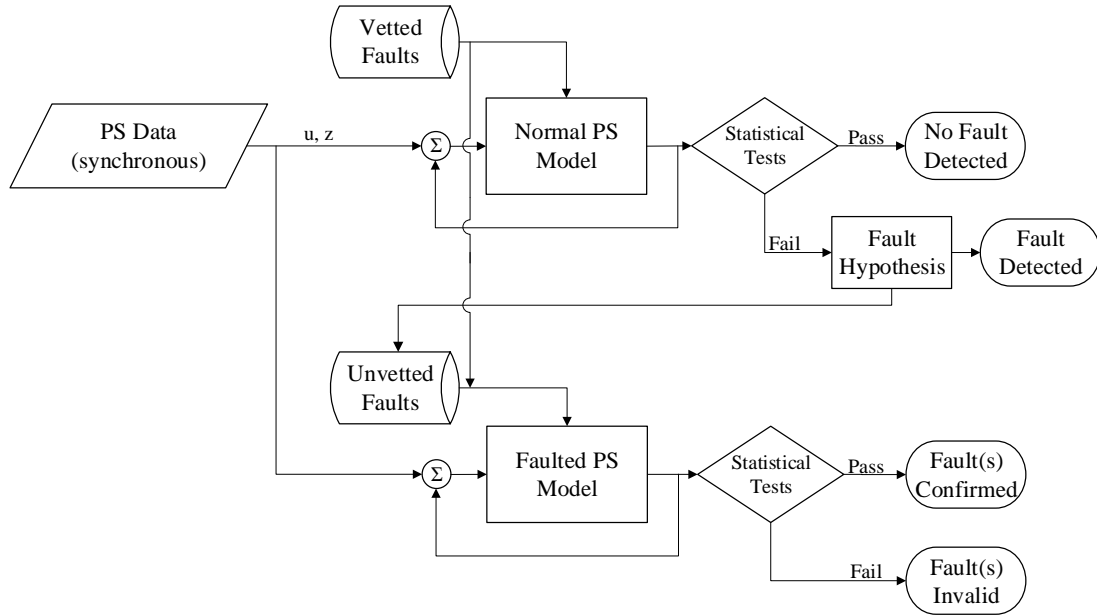 Vetted
Faults
PS Data
(synchronous)
u, z
Σ
Normal PS
Model
Statistical
Tests
Pass
No Fault
Detected
Fail
Fault
Hypothesis
Fault
Detected
Unvetted
Faults
Σ
Faulted PS
Model
Statistical
Tests
Pass
Fault(s)
Confirmed
Fail
Fault(s)
Invalid